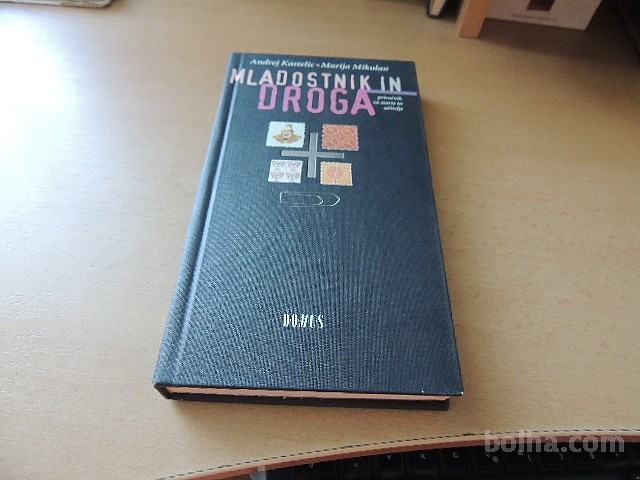 Andrej Kastelic • Marija Mikulan
MLADOSTNIK IN
DROGA
priročnik
za starše in
učitelje
DOMUS
bolha.com